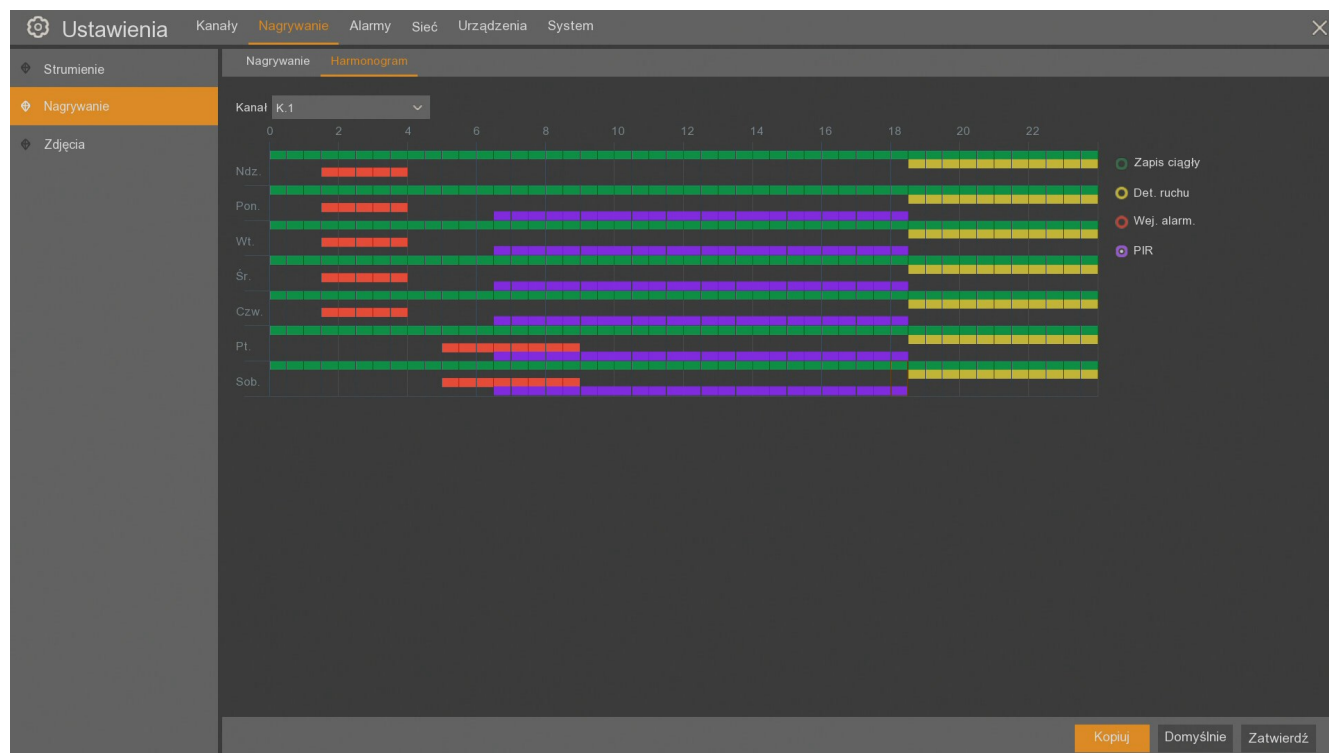 Ustawienia Kanały Nagrywanie Alarmy Sieć Urządzenia System
Strumienie
Nagrywanie
Zdjęcia
Nagrywanie Harmonogram
Kanał K.1
0 2 4 6 8 10 12 14 16 18 20 22
Ndz.
Pon.
Wt.
Śr.
Czw.
Pt.
Sob.
Zapis ciągły
Det. ruchu
Wej. alarm.
PIR
Kopiuj Domyślnie Zatwierdź